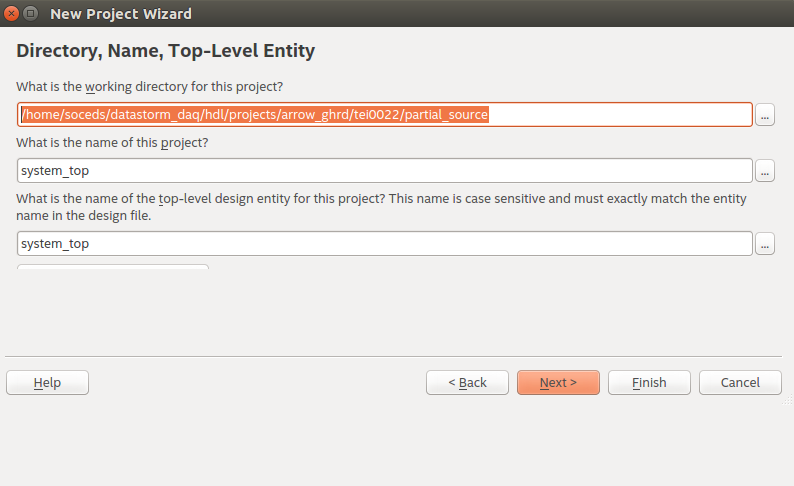 New Project Wizard
Directory, Name, Top-Level Entity
What is the working directory for this project?
/home/soceds/datastorm_daq/hdl/projects/arrow_ghrd/tei0022/partial_source
...
What is the name of this project?
system_top
...
What is the name of the top-level design entity for this project? This name is case sensitive and must exactly match the entity
name in the design file.
system_top
...
Help
< Back
Next >
Finish
Cancel